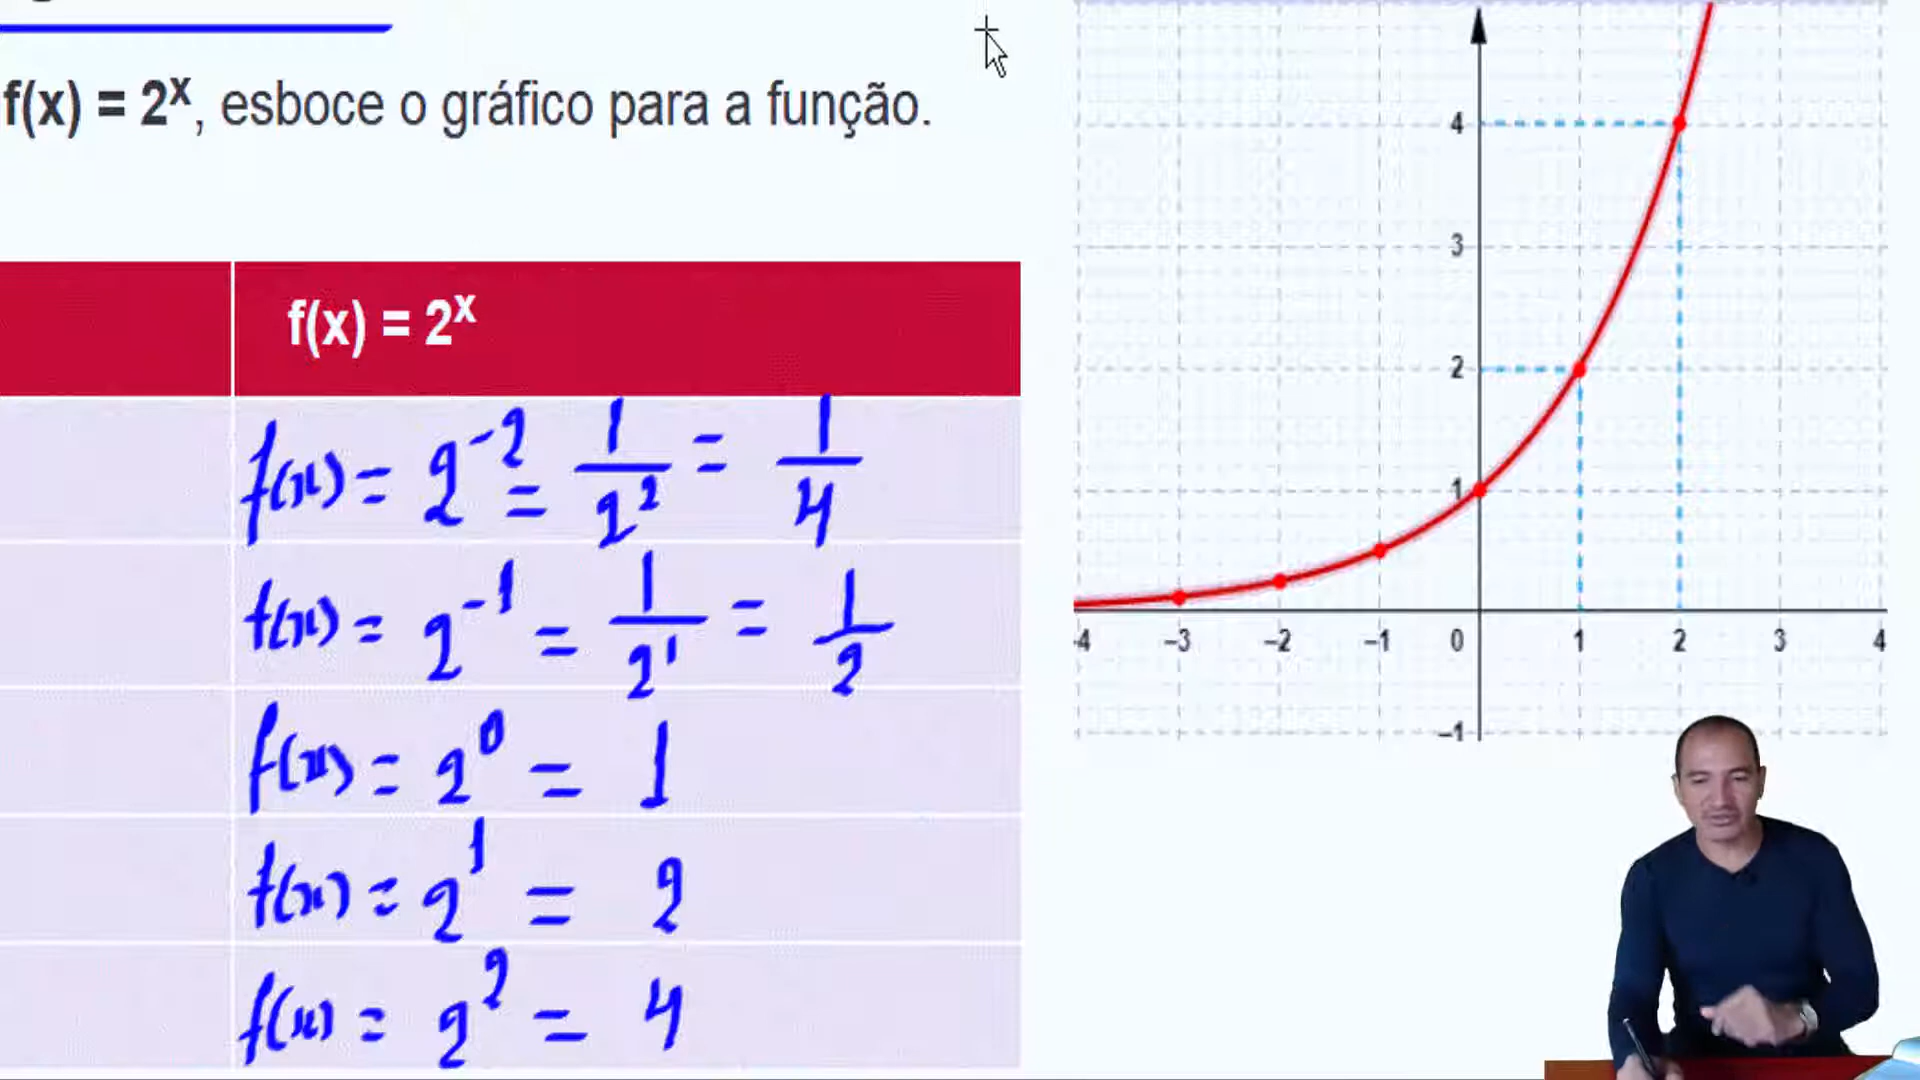 f(x) = 2ˣ, esboce o gráfico para a função.
f(x) = 2ˣ
f(x) = 2⁻² = 1/2² = 1/4
f(x) = 2⁻¹ = 1/2¹ = 1/2
f(x) = 2⁰ = 1
f(x) = 2¹ = 2
f(x) = 2² = 4
4
3
2
1
-4 -3 -2 -1 0 1 2 3 4
-1